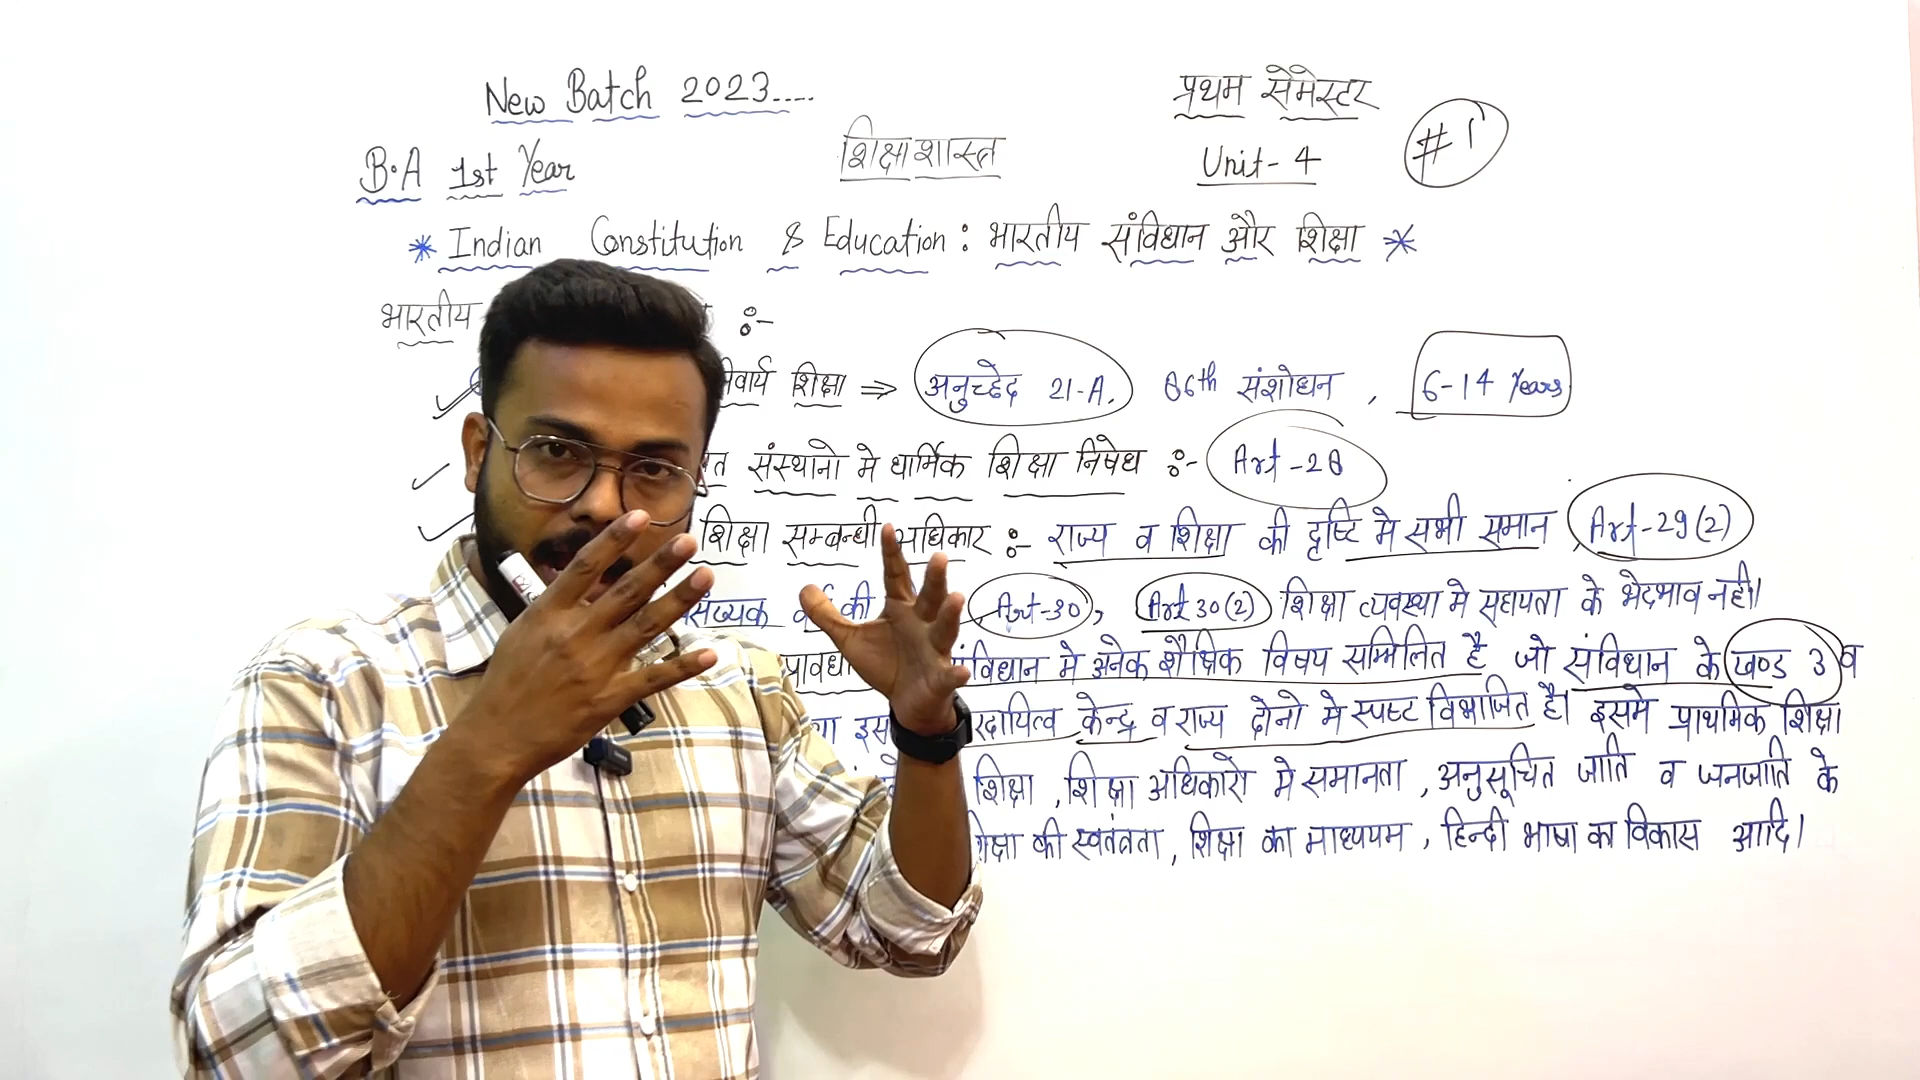 New Batch 2023.... प्रथम सेमेस्टर
B.A 1st Year शिक्षाशास्त्र Unit-4 #1
* Indian Constitution & Education : भारतीय संविधान और शिक्षा *
भारतीय :-
शिक्षा ⇒ अनुच्छेद 21-A. 86th संशोधन , 6-14 Years
संस्थानो मे धार्मिक शिक्षा निषेध :- Art-28
शिक्षा सम्बन्धी अधिकार :- राज्य व शिक्षा की दृष्टि मे सभी समान Art-29(2)
की Art-30, Art 30(2) शिक्षा व्यवस्था मे सहायता के भेदभाव नही।
मे अनेक शैक्षिक विषय सम्मिलित है जो संविधान के खण्ड 3 व
केन्द्र व राज्य दोनो मे स्पष्ट विभाजित है। इसमे प्राथमिक शिक्षा
शिक्षा , शिक्षा अधिकारो मे समानता , अनुसूचित जाति व जनजाति के
की स्वतंत्रता , शिक्षा का माध्ययम , हिन्दी भाषा का विकास आदि।